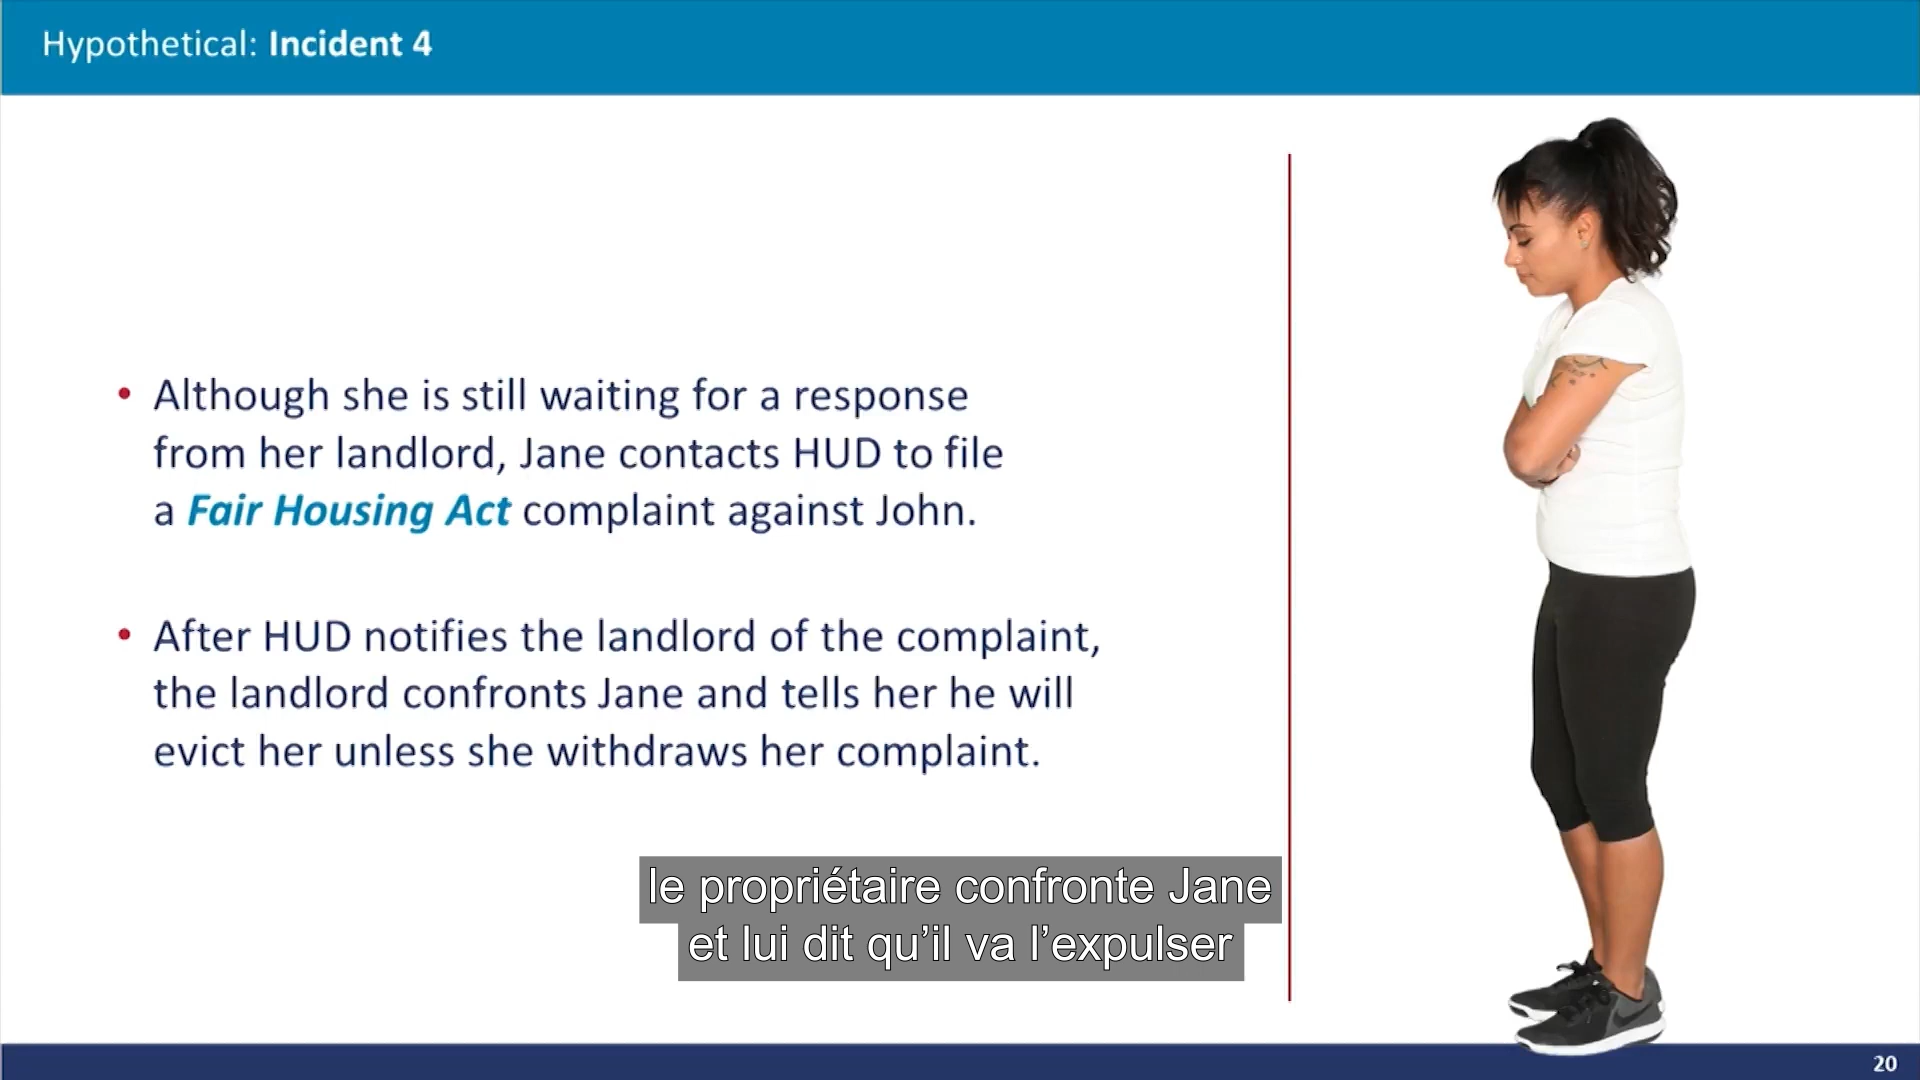 Hypothetical: Incident 4
• Although she is still waiting for a response
from her landlord, Jane contacts HUD to file
a Fair Housing Act complaint against John.
• After HUD notifies the landlord of the complaint,
the landlord confronts Jane and tells her he will
evict her unless she withdraws her complaint.
le propriétaire confronte Jane
et lui dit qu’il va l’expulser
20